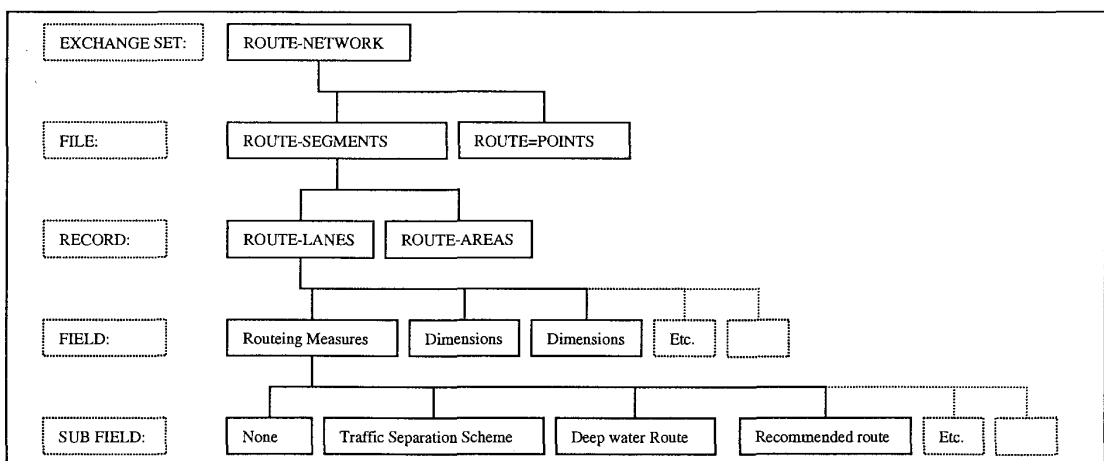 EXCHANGE SET: ROUTE-NETWORK
FILE: ROUTE-SEGMENTS ROUTE=POINTS
RECORD: ROUTE-LANES ROUTE-AREAS
FIELD: Routeing Measures Dimensions Dimensions Etc.
SUB FIELD: None Traffic Separation Scheme Deep water Route Recommended route Etc.